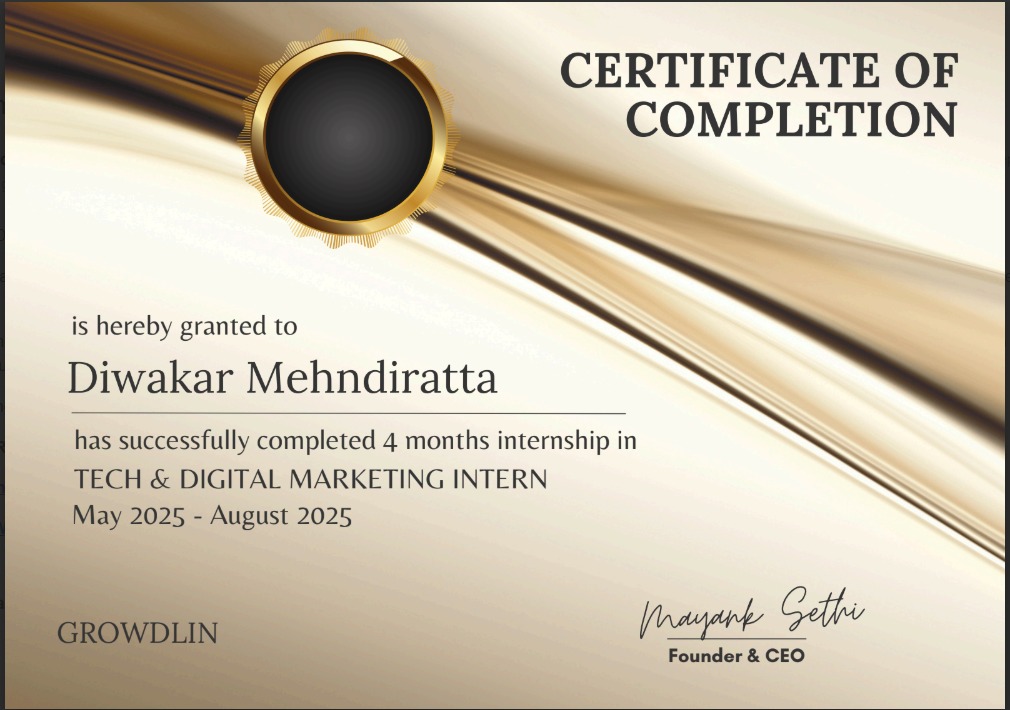 CERTIFICATE OF
COMPLETION
is hereby granted to
Diwakar Mehndiratta
has successfully completed 4 months internship in
TECH & DIGITAL MARKETING INTERN
May 2025 - August 2025
GROWDLIN
Mayank Sethi
Founder & CEO